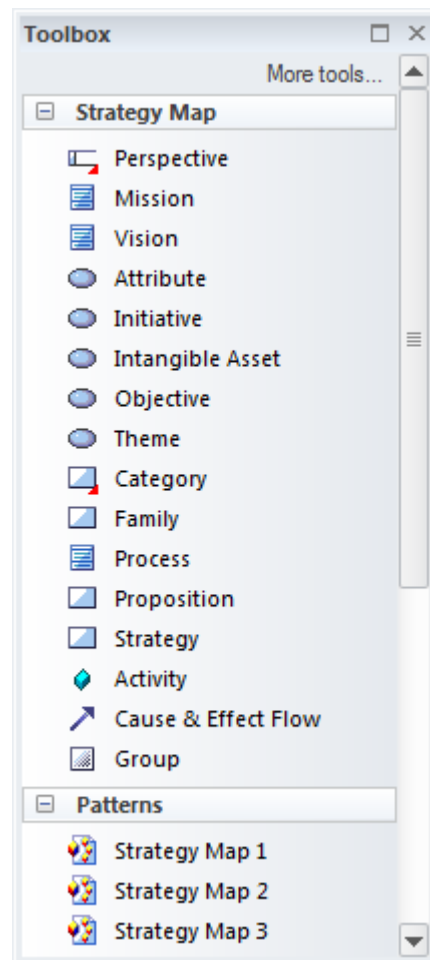 Toolbox
More tools...
Strategy Map
Perspective
Mission
Vision
Attribute
Initiative
Intangible Asset
Objective
Theme
Category
Family
Process
Proposition
Strategy
Activity
Cause & Effect Flow
Group
Patterns
Strategy Map 1
Strategy Map 2
Strategy Map 3